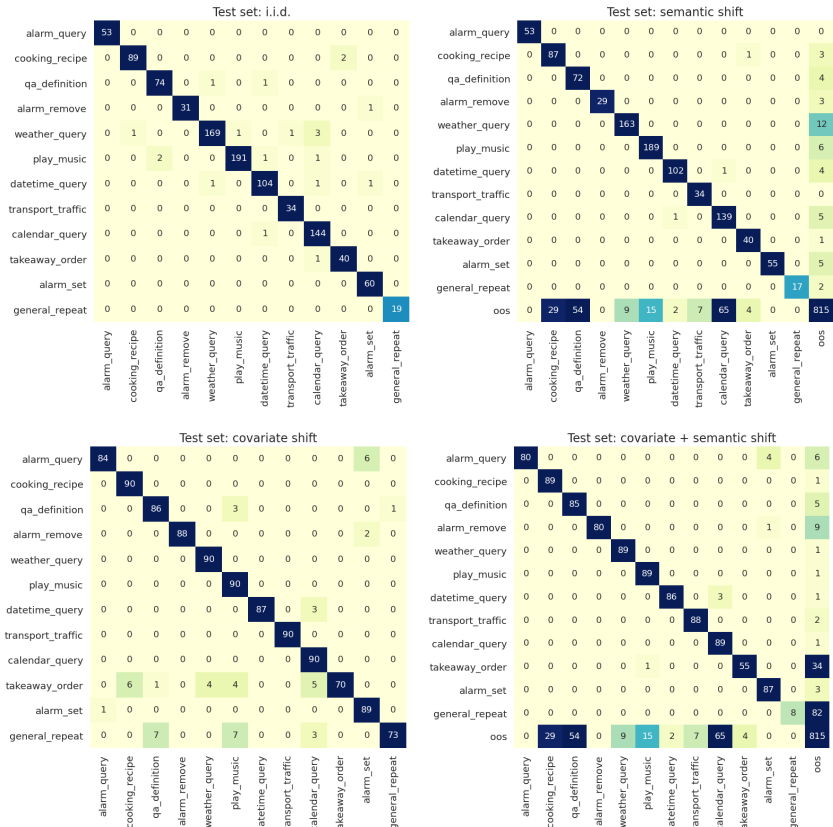 Test set: i.i.d.
alarm_query 53 0 0 0 0 0 0 0 0 0 0 0
cooking_recipe 0 89 0 0 0 0 0 0 0 2 0 0
qa_definition 0 0 74 0 1 0 1 0 0 0 0 0
alarm_remove 0 0 0 31 0 0 0 0 0 0 1 0
weather_query 0 1 0 0 169 1 0 1 3 0 0 0
play_music 0 0 2 0 0 191 1 0 1 0 0 0
datetime_query 0 0 0 0 1 0 104 0 1 0 1 0
transport_traffic 0 0 0 0 0 0 0 34 0 0 0 0
calendar_query 0 0 0 0 0 0 1 0 144 0 0 0
takeaway_order 0 0 0 0 0 0 0 0 1 40 0 0
alarm_set 0 0 0 0 0 0 0 0 0 0 60 0
general_repeat 0 0 0 0 0 0 0 0 0 0 0 19
alarm_query cooking_recipe qa_definition alarm_remove weather_query play_music datetime_query transport_traffic calendar_query takeaway_order alarm_set general_repeat
Test set: semantic shift
alarm_query 53 0 0 0 0 0 0 0 0 0 0 0 0
cooking_recipe 0 87 0 0 0 0 0 0 0 1 0 0 3
qa_definition 0 0 72 0 0 0 0 0 0 0 0 0 4
alarm_remove 0 0 0 29 0 0 0 0 0 0 0 0 3
weather_query 0 0 0 0 163 0 0 0 0 0 0 0 12
play_music 0 0 0 0 0 189 0 0 0 0 0 0 6
datetime_query 0 0 0 0 0 0 102 0 1 0 0 0 4
transport_traffic 0 0 0 0 0 0 0 34 0 0 0 0 0
calendar_query 0 0 0 0 0 0 1 0 139 0 0 0 5
takeaway_order 0 0 0 0 0 0 0 0 0 40 0 0 1
alarm_set 0 0 0 0 0 0 0 0 0 0 55 0 5
general_repeat 0 0 0 0 0 0 0 0 0 0 0 17 2
oos 0 29 54 0 9 15 2 7 65 4 0 0 815
alarm_query cooking_recipe qa_definition alarm_remove weather_query play_music datetime_query transport_traffic calendar_query takeaway_order alarm_set general_repeat oos
Test set: covariate shift
alarm_query 84 0 0 0 0 0 0 0 0 0 6 0
cooking_recipe 0 90 0 0 0 0 0 0 0 0 0 0
qa_definition 0 0 86 0 0 3 0 0 0 0 0 1
alarm_remove 0 0 0 88 0 0 0 0 0 0 2 0
weather_query 0 0 0 0 90 0 0 0 0 0 0 0
play_music 0 0 0 0 0 90 0 0 0 0 0 0
datetime_query 0 0 0 0 0 0 87 0 3 0 0 0
transport_traffic 0 0 0 0 0 0 0 90 0 0 0 0
calendar_query 0 0 0 0 0 0 0 0 90 0 0 0
takeaway_order 0 6 1 0 4 4 0 0 5 70 0 0
alarm_set 1 0 0 0 0 0 0 0 0 0 89 0
general_repeat 0 0 7 0 0 7 0 0 3 0 0 73
alarm_query cooking_recipe qa_definition alarm_remove weather_query play_music datetime_query transport_traffic calendar_query takeaway_order alarm_set general_repeat
Test set: covariate + semantic shift
alarm_query 80 0 0 0 0 0 0 0 0 0 4 0 6
cooking_recipe 0 89 0 0 0 0 0 0 0 0 0 0 1
qa_definition 0 0 85 0 0 0 0 0 0 0 0 0 5
alarm_remove 0 0 0 80 0 0 0 0 0 0 1 0 9
weather_query 0 0 0 0 89 0 0 0 0 0 0 0 1
play_music 0 0 0 0 0 89 0 0 0 0 0 0 1
datetime_query 0 0 0 0 0 0 86 0 3 0 0 0 1
transport_traffic 0 0 0 0 0 0 0 88 0 0 0 0 2
calendar_query 0 0 0 0 0 0 0 0 89 0 0 0 1
takeaway_order 0 0 0 0 0 1 0 0 0 55 0 0 34
alarm_set 0 0 0 0 0 0 0 0 0 0 87 0 3
general_repeat 0 0 0 0 0 0 0 0 0 0 0 8 82
oos 0 29 54 0 9 15 2 7 65 4 0 0 815
alarm_query cooking_recipe qa_definition alarm_remove weather_query play_music datetime_query transport_traffic calendar_query takeaway_order alarm_set general_repeat oos